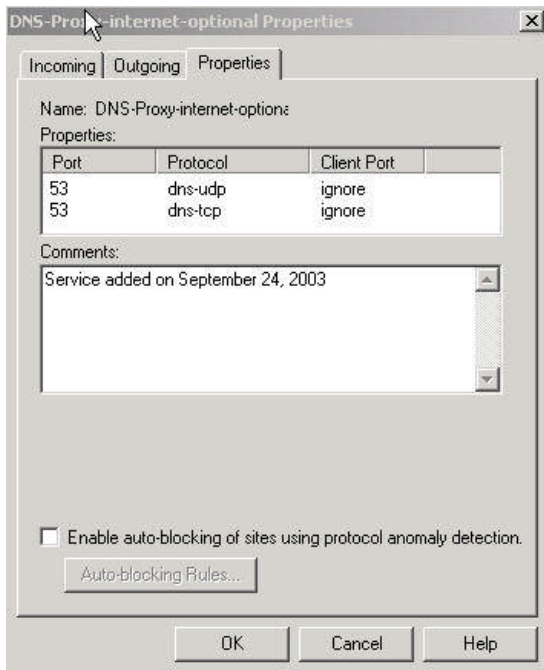 DNS-Proxy-internet-optional Properties
Incoming Outgoing Properties
Name: DNS-Proxy-internet-optiona
Properties:
Port Protocol Client Port
53 dns-udp ignore
53 dns-tcp ignore
Comments:
Service added on September 24, 2003
Enable auto-blocking of sites using protocol anomaly detection.
Auto-blocking Rules...
OK Cancel Help